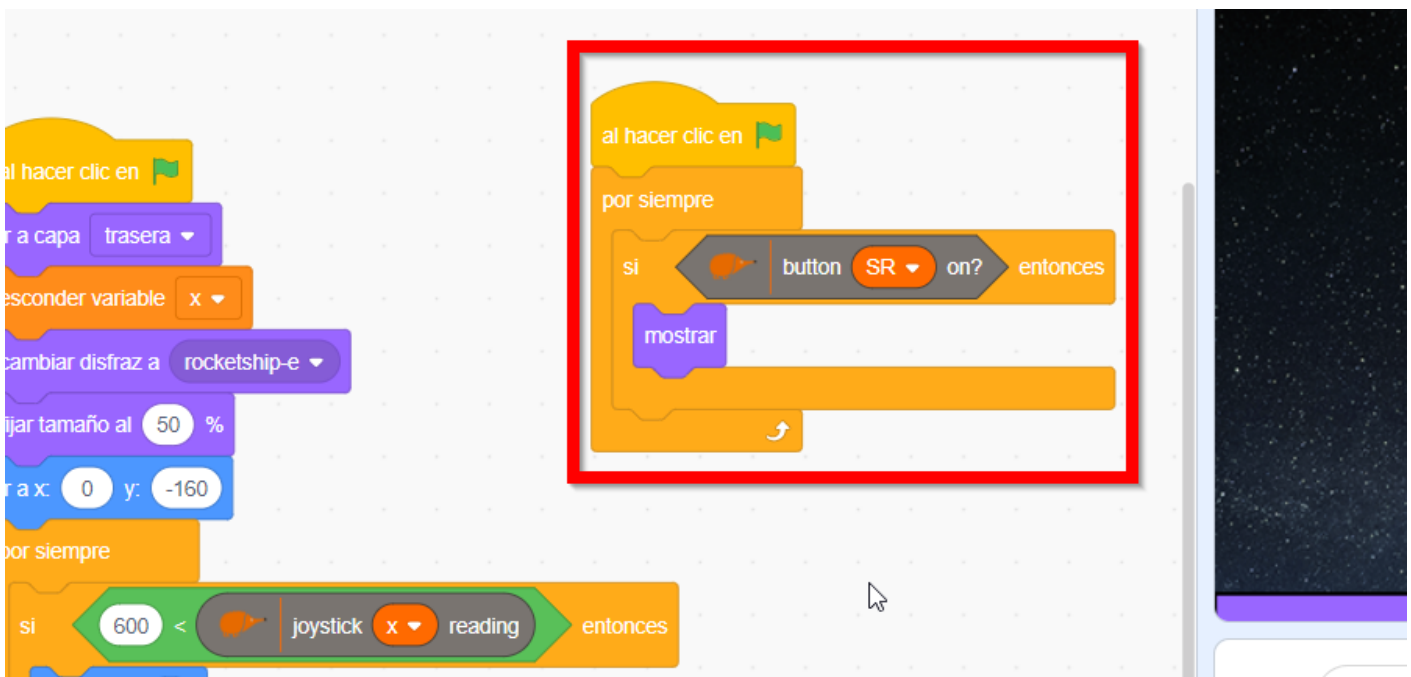 al hacer clic en
r a capa trasera
esconder variable x
cambiar disfraz a rocketship-e
ijar tamaño al 50 %
r a x: 0 y: -160
por siempre
si 600 < joystick x reading entonces
al hacer clic en
por siempre
si button SR on? entonces
mostrar